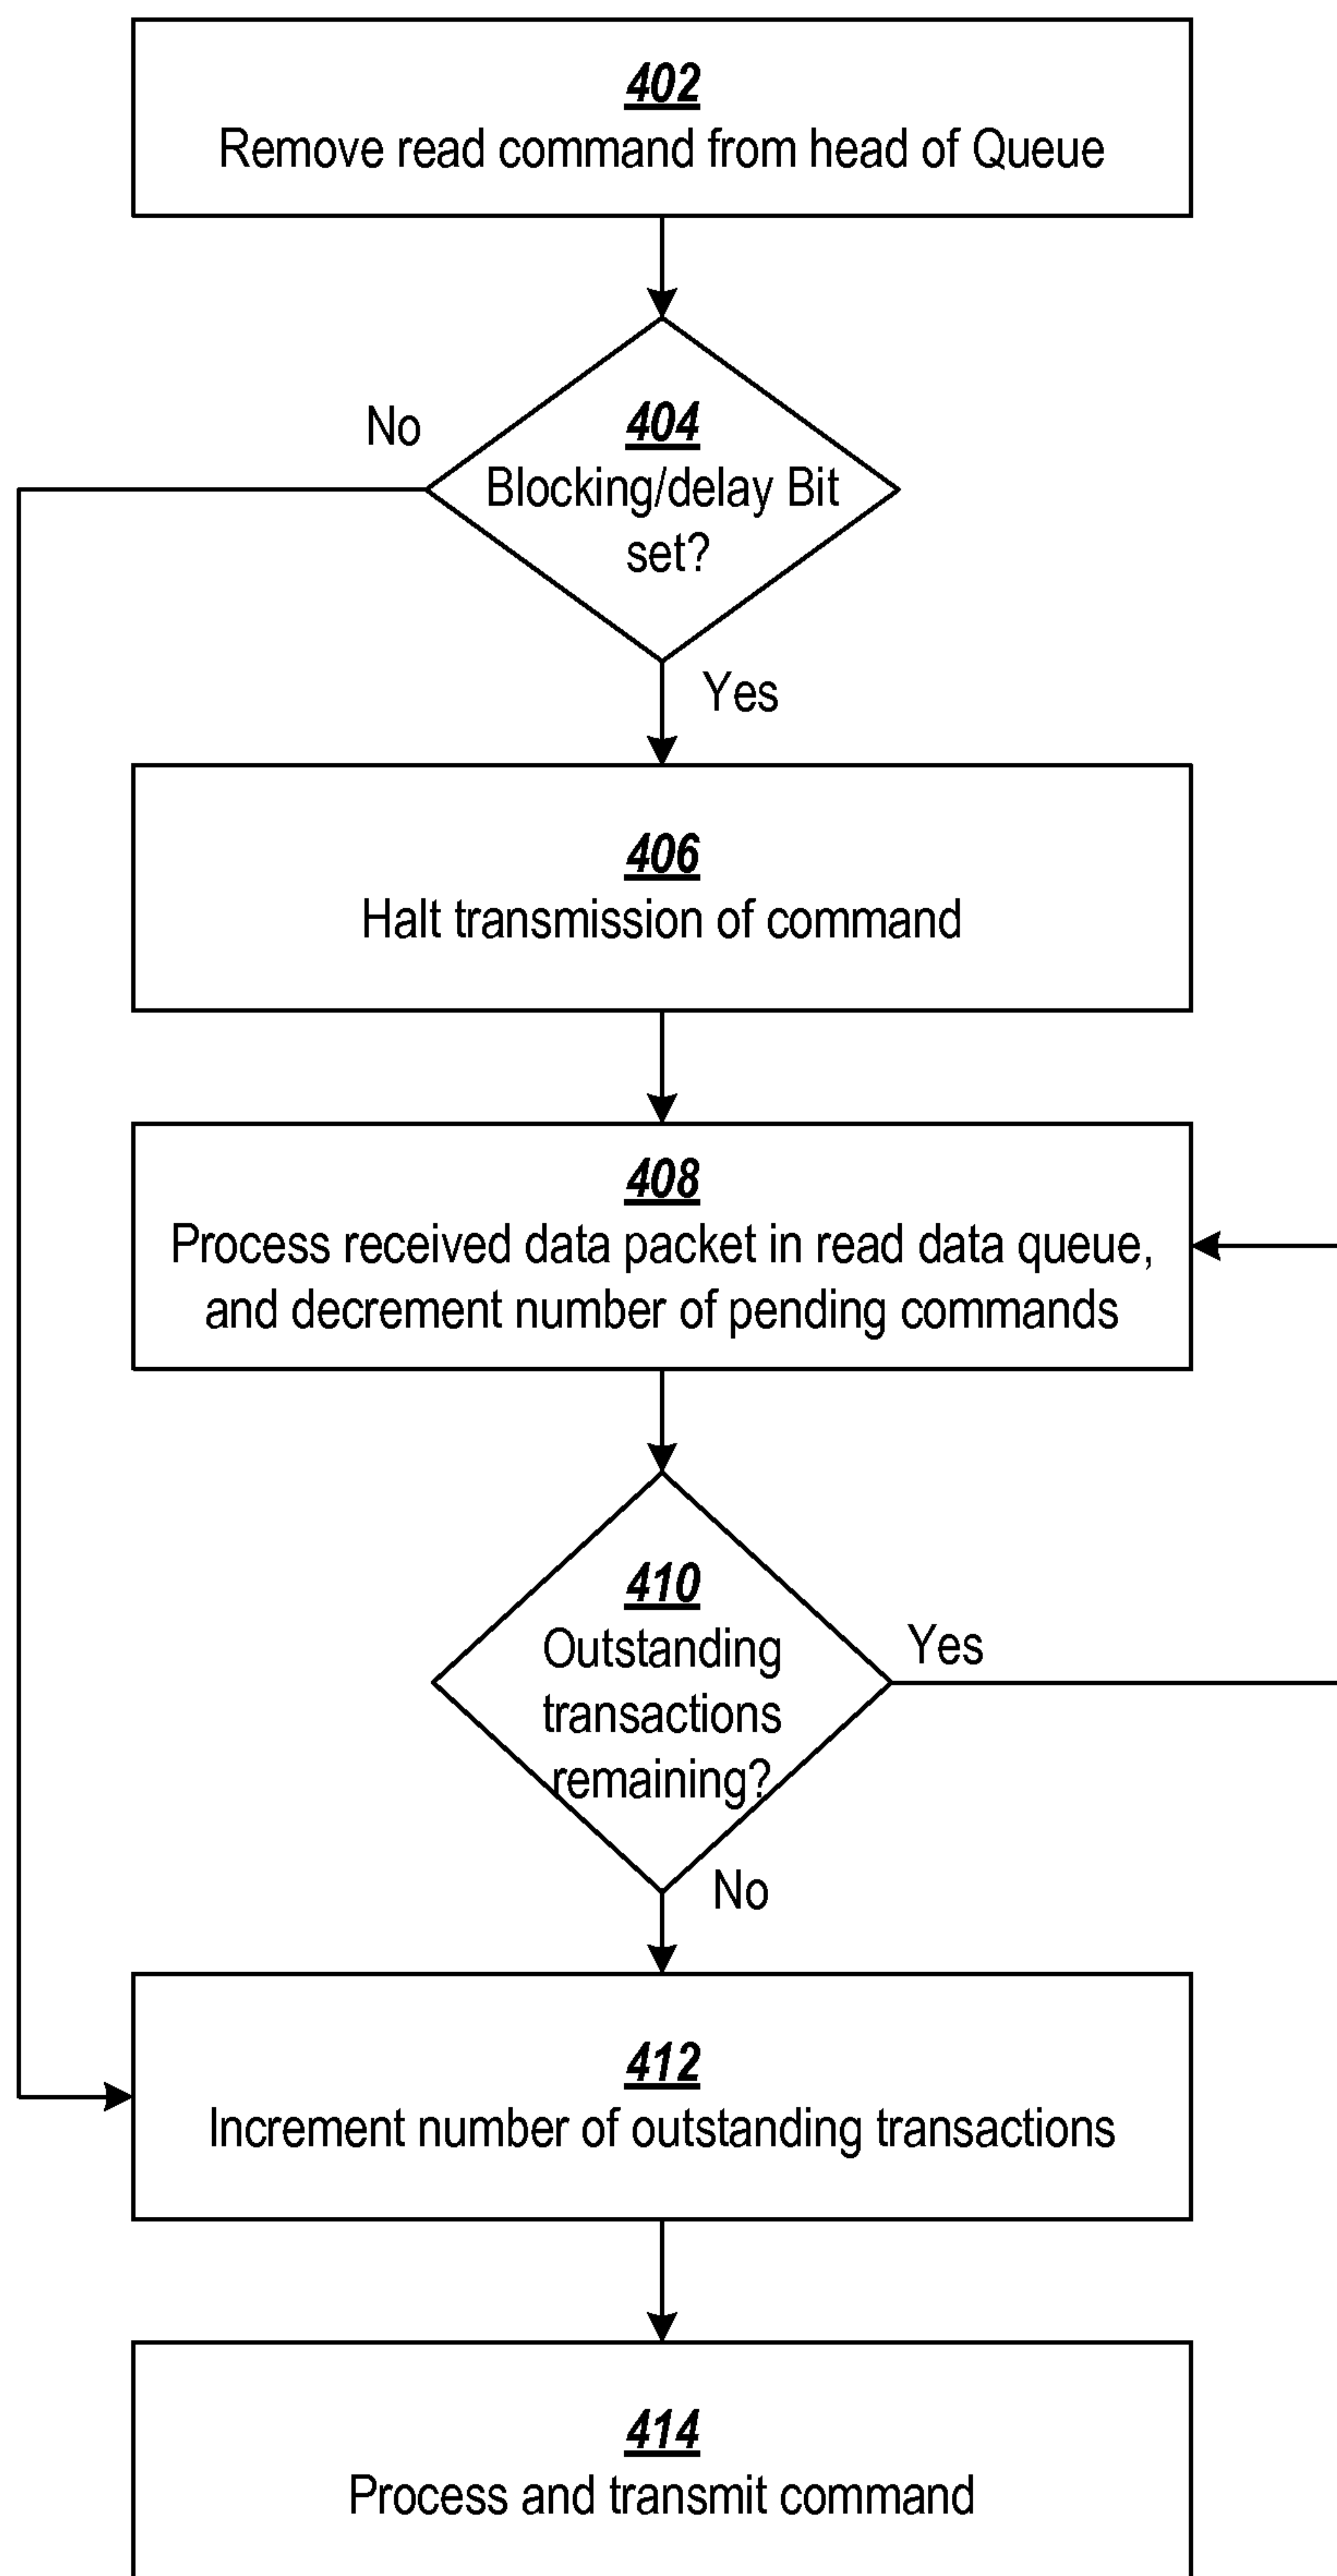 402
Remove read command from head of Queue
No
404
Blocking/delay Bit
set?
Yes
406
Halt transmission of command
408
Process received data packet in read data queue,
and decrement number of pending commands
410
Outstanding
transactions
remaining?
Yes
No
412
Increment number of outstanding transactions
414
Process and transmit command